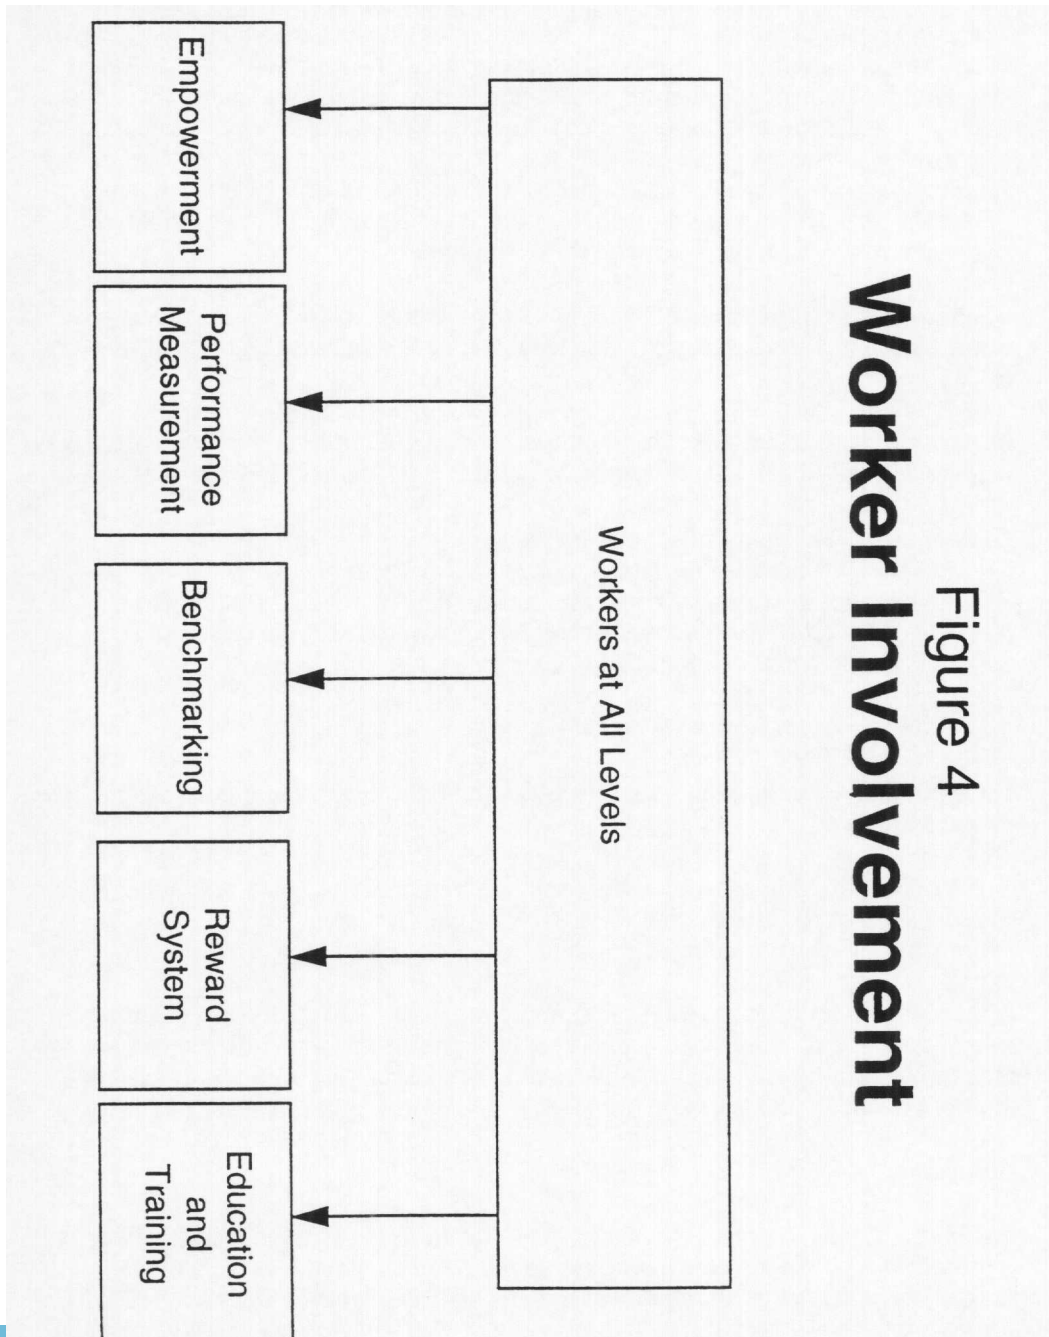 Figure 4
Worker Involvement
Workers at All Levels
Empowerment
Performance
Measurement
Benchmarking
Reward
System
Education
and
Training